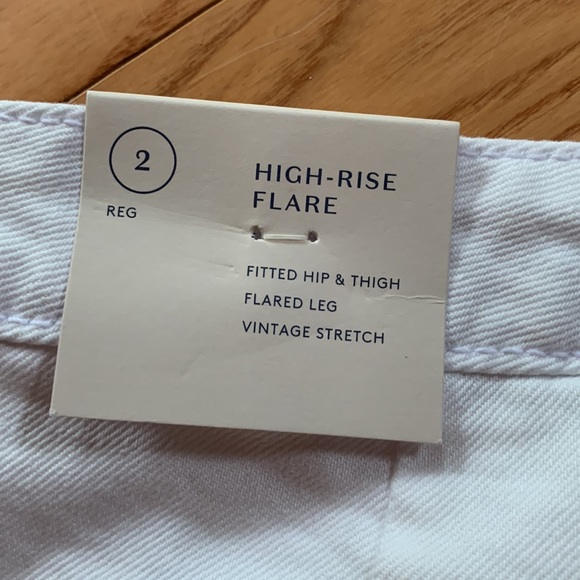 2
REG
HIGH-RISE
FLARE
FITTED HIP & THIGH
FLARED LEG
VINTAGE STRETCH